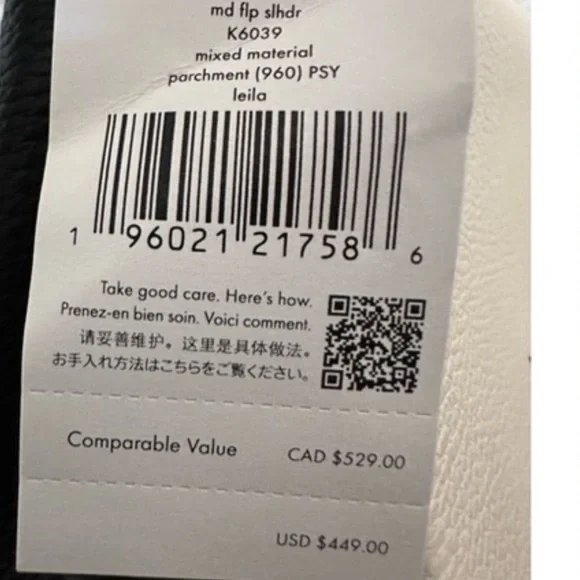 md flp slhdr
K6039
mixed material
parchment (960) PSY
leila
1 96021 21758 6
Take good care. Here's how.
Prenez-en bien soin. Voici comment.
请妥善维护。这里是具体做法。
お手入れ方法はこちらをご覧ください。
Comparable Value CAD $529.00
USD $449.00